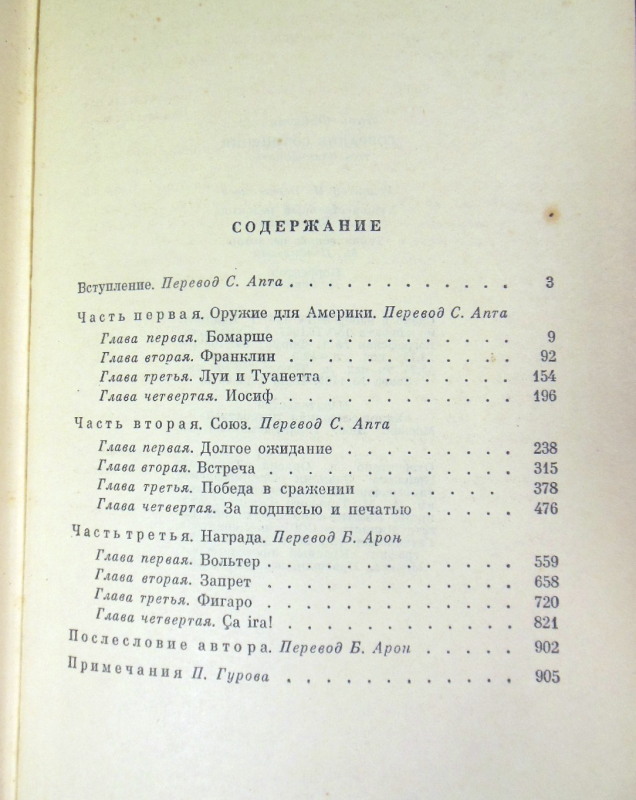 СОДЕРЖАНИЕ
Вступление. Перевод С. Апта . . . . . . . . . . . . 3
Часть первая. Оружие для Америки. Перевод С. Апта
Глава первая. Бомарше . . . . . . . . . . . . 9
Глава вторая. Франклин . . . . . . . . . . . . 92
Глава третья. Луи и Туанетта . . . . . . . . . . 154
Глава четвертая. Иосиф . . . . . . . . . . . . 196
Часть вторая. Союз. Перевод С. Апта
Глава первая. Долгое ожидание . . . . . . . . . 238
Глава вторая. Встреча . . . . . . . . . . . . . 315
Глава третья. Победа в сражении . . . . . . . 378
Глава четвертая. За подписью и печатью . . . . . 476
Часть третья. Награда. Перевод Б. Арон
Глава первая. Вольтер . . . . . . . . . . . . . 559
Глава вторая. Запрет . . . . . . . . . . . . . 658
Глава третья. Фигаро . . . . . . . . . . . . . 720
Глава четвертая. Ça ira! . . . . . . . . . . . . 821
Послесловие автора. Перевод Б. Арон . . . . . 902
Примечания П. Гурова . . . . . . . . . . . . 905